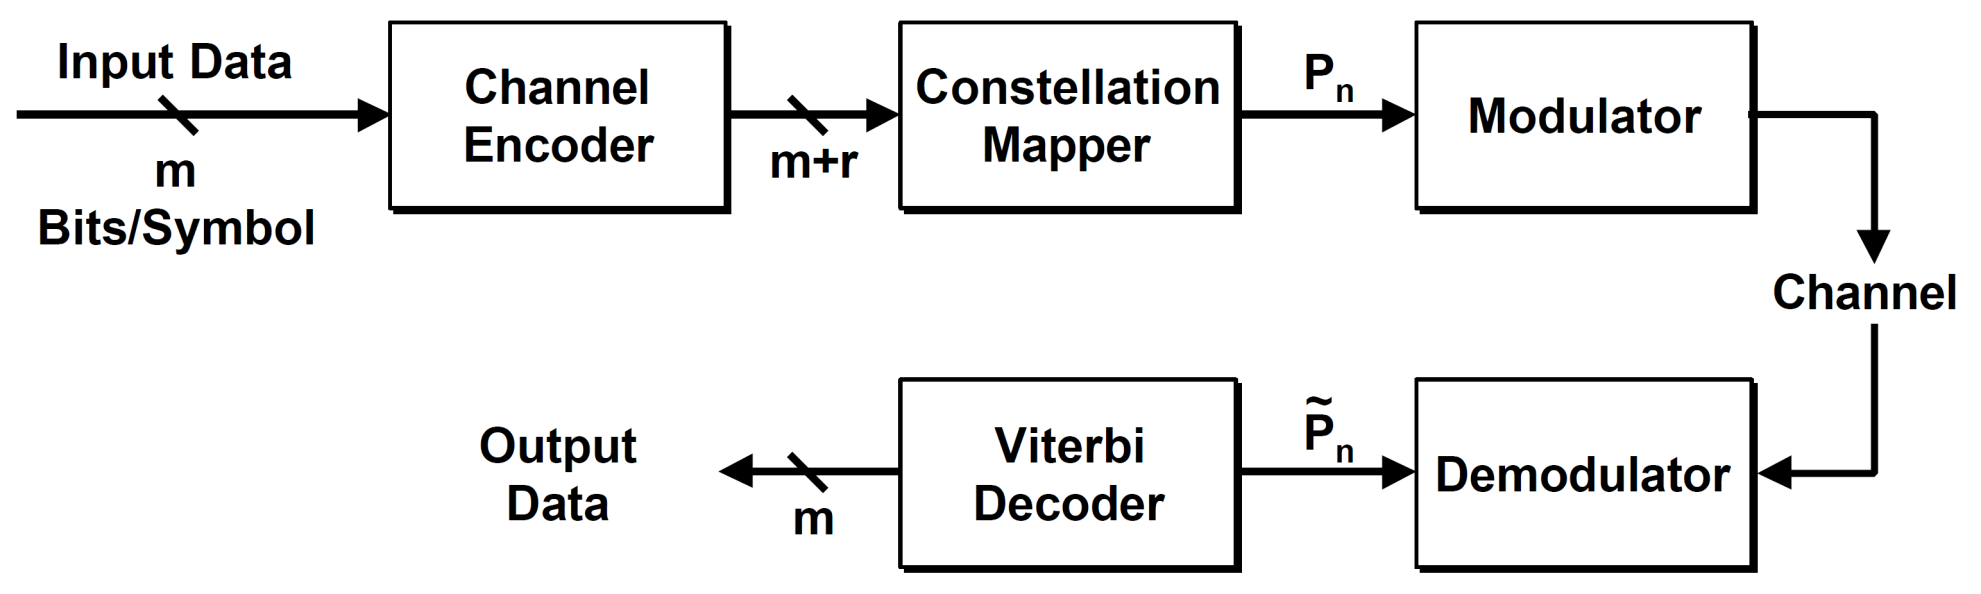 Input Data
m
Bits/Symbol
Channel
Encoder
m+r
Constellation
Mapper
Pn
Modulator
Channel
Output
Data
m
Viterbi
Decoder
P̃n
Demodulator